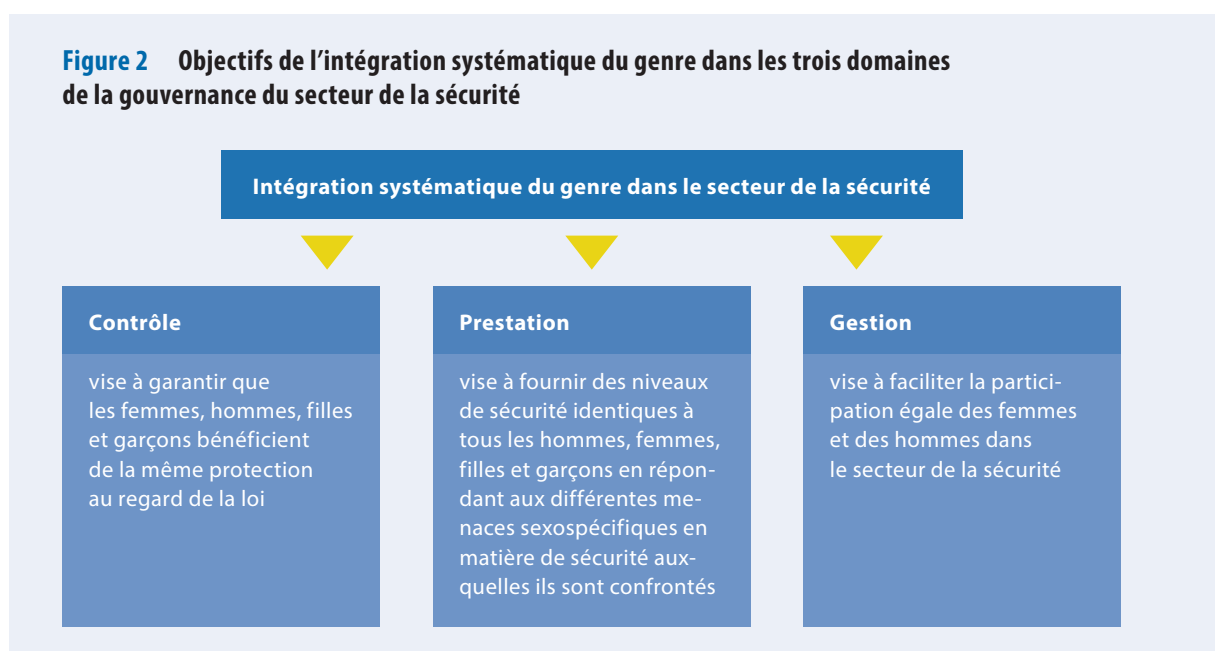 Figure 2 Objectifs de l’intégration systématique du genre dans les trois domaines
de la gouvernance du secteur de la sécurité
Intégration systématique du genre dans le secteur de la sécurité
Contrôle
vise à garantir que
les femmes, hommes, filles
et garçons bénéficient
de la même protection
au regard de la loi
Prestation
vise à fournir des niveaux
de sécurité identiques à
tous les hommes, femmes,
filles et garçons en répon-
dant aux différentes me-
naces sexospécifiques en
matière de sécurité aux-
quelles ils sont confrontés
Gestion
vise à faciliter la partici-
pation égale des femmes
et des hommes dans
le secteur de la sécurité